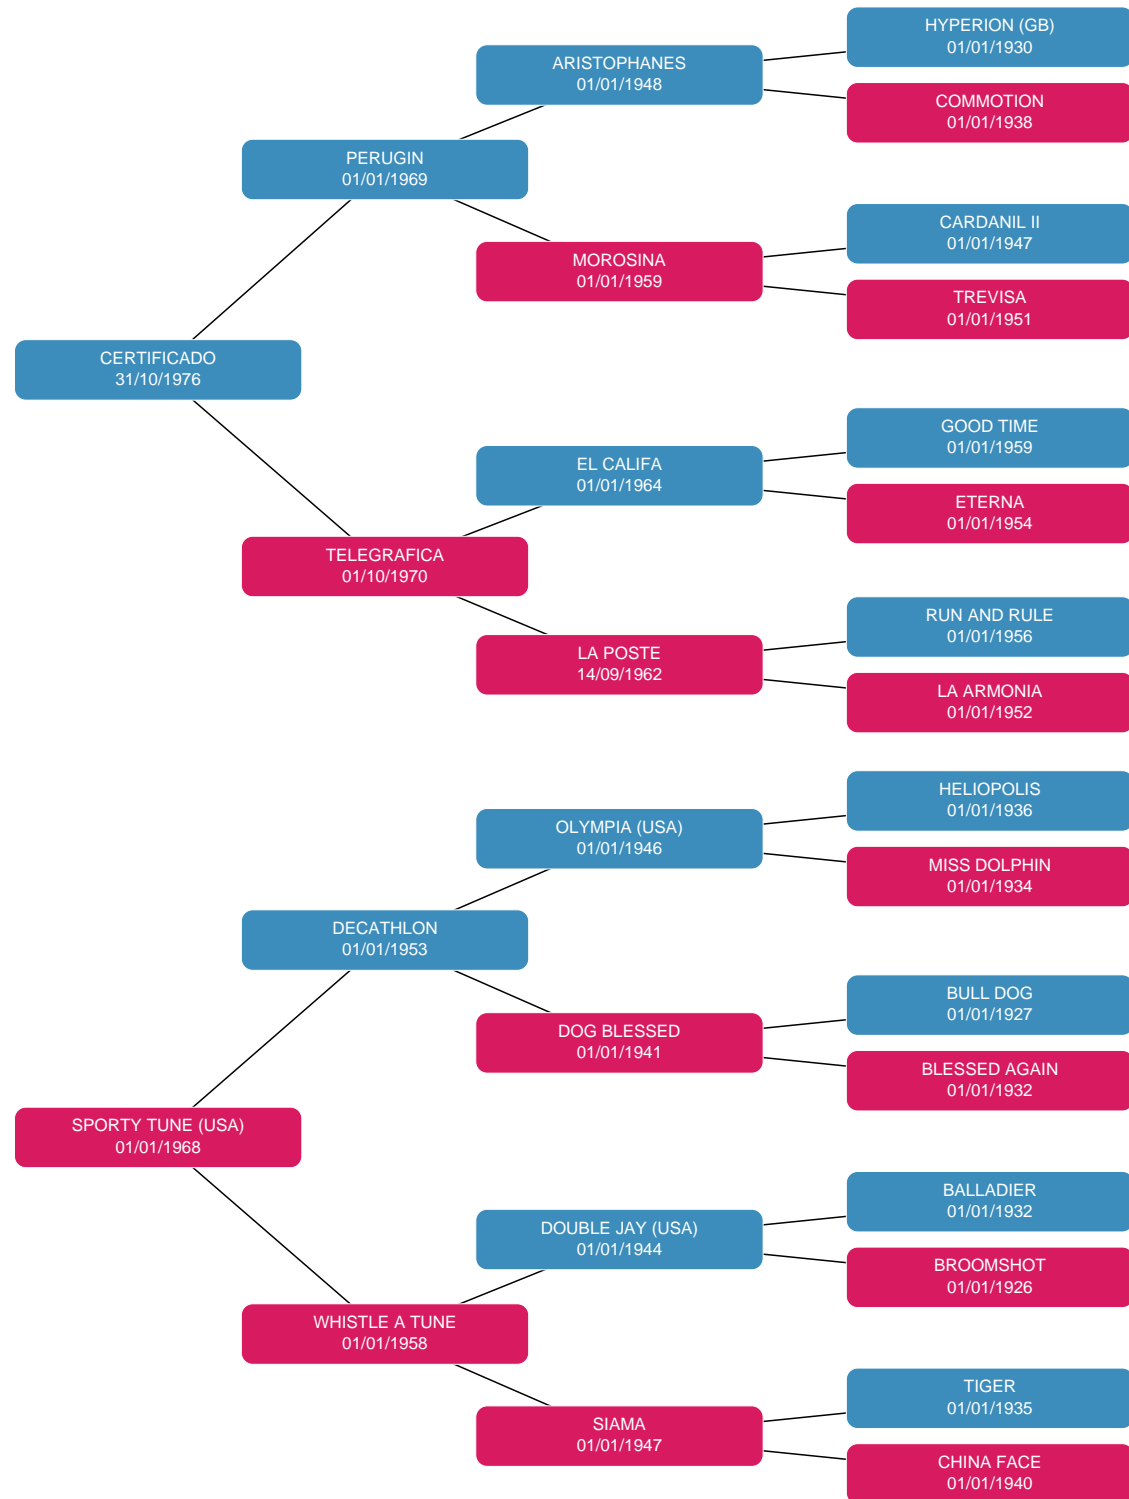 HYPERION (GB)
01/01/1930
ARISTOPHANES
01/01/1948
COMMOTION
01/01/1938
PERUGIN
01/01/1969
CARDANIL II
01/01/1947
MOROSINA
01/01/1959
TREVISA
01/01/1951
CERTIFICADO
31/10/1976
GOOD TIME
01/01/1959
EL CALIFA
01/01/1964
ETERNA
01/01/1954
TELEGRAFICA
01/10/1970
RUN AND RULE
01/01/1956
LA POSTE
14/09/1962
LA ARMONIA
01/01/1952
HELIOPOLIS
01/01/1936
OLYMPIA (USA)
01/01/1946
MISS DOLPHIN
01/01/1934
DECATHLON
01/01/1953
BULL DOG
01/01/1927
DOG BLESSED
01/01/1941
BLESSED AGAIN
01/01/1932
SPORTY TUNE (USA)
01/01/1968
BALLADIER
01/01/1932
DOUBLE JAY (USA)
01/01/1944
BROOMSHOT
01/01/1926
WHISTLE A TUNE
01/01/1958
TIGER
01/01/1935
SIAMA
01/01/1947
CHINA FACE
01/01/1940